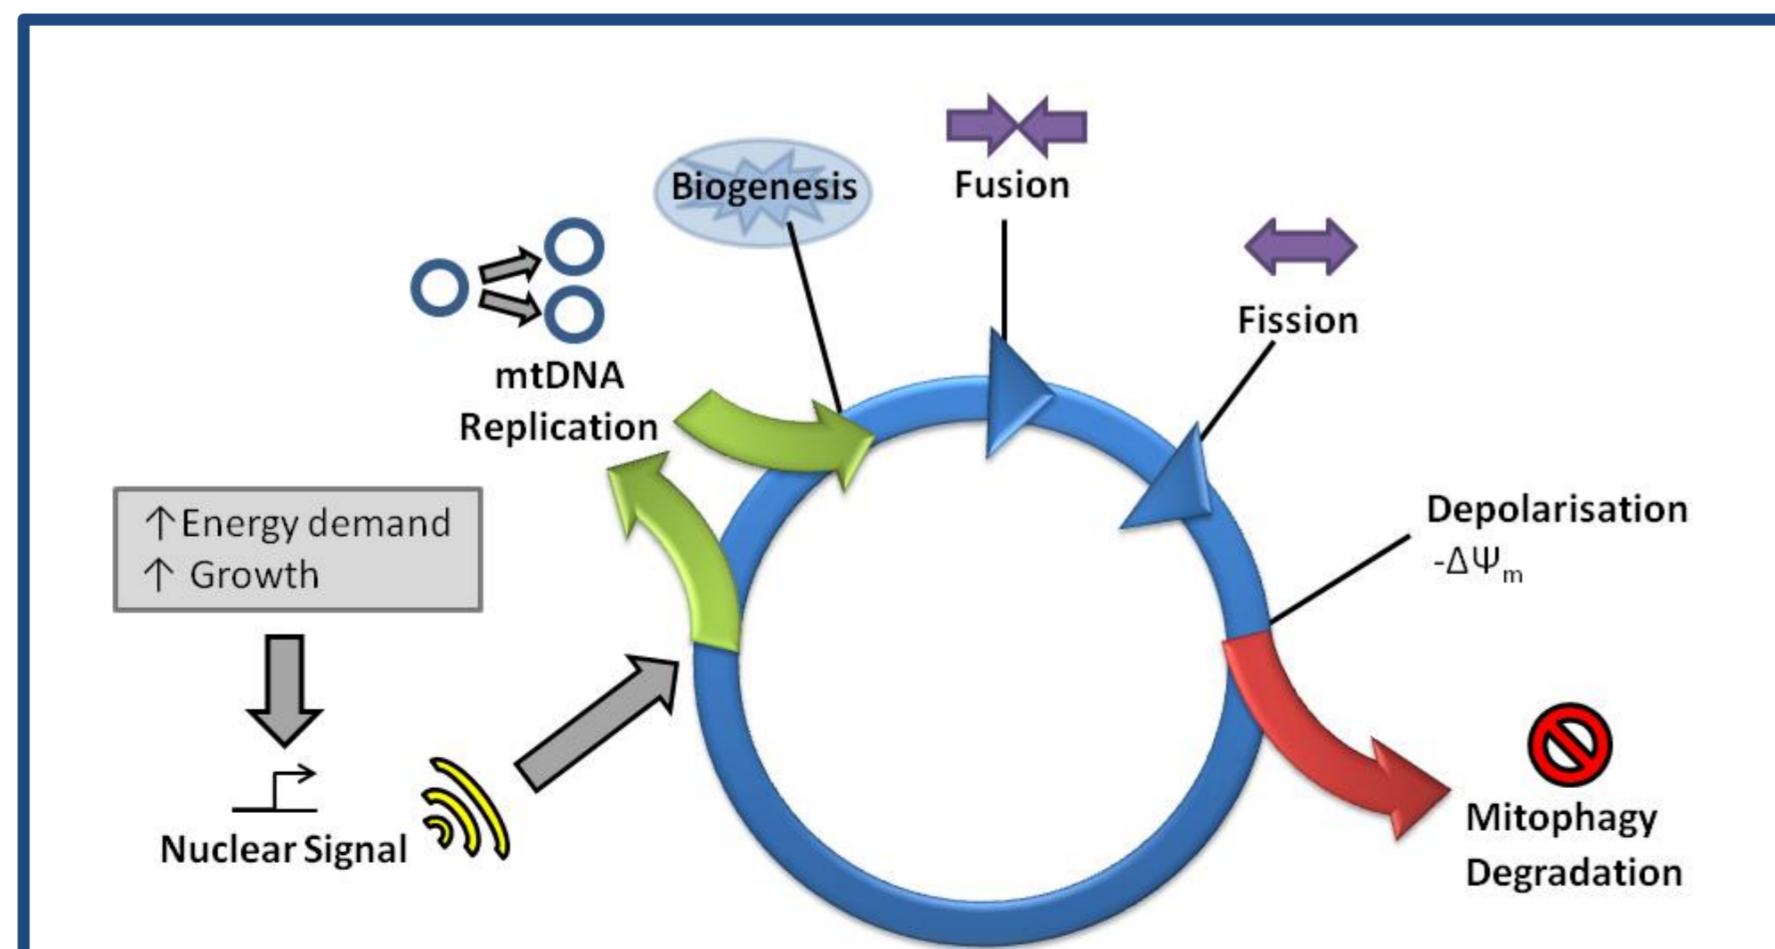 Biogenesis
Fusion
Fission
mtDNA
Replication
↑Energy demand
↑ Growth
Nuclear Signal
Depolarisation
-ΔΨm
Mitophagy
Degradation